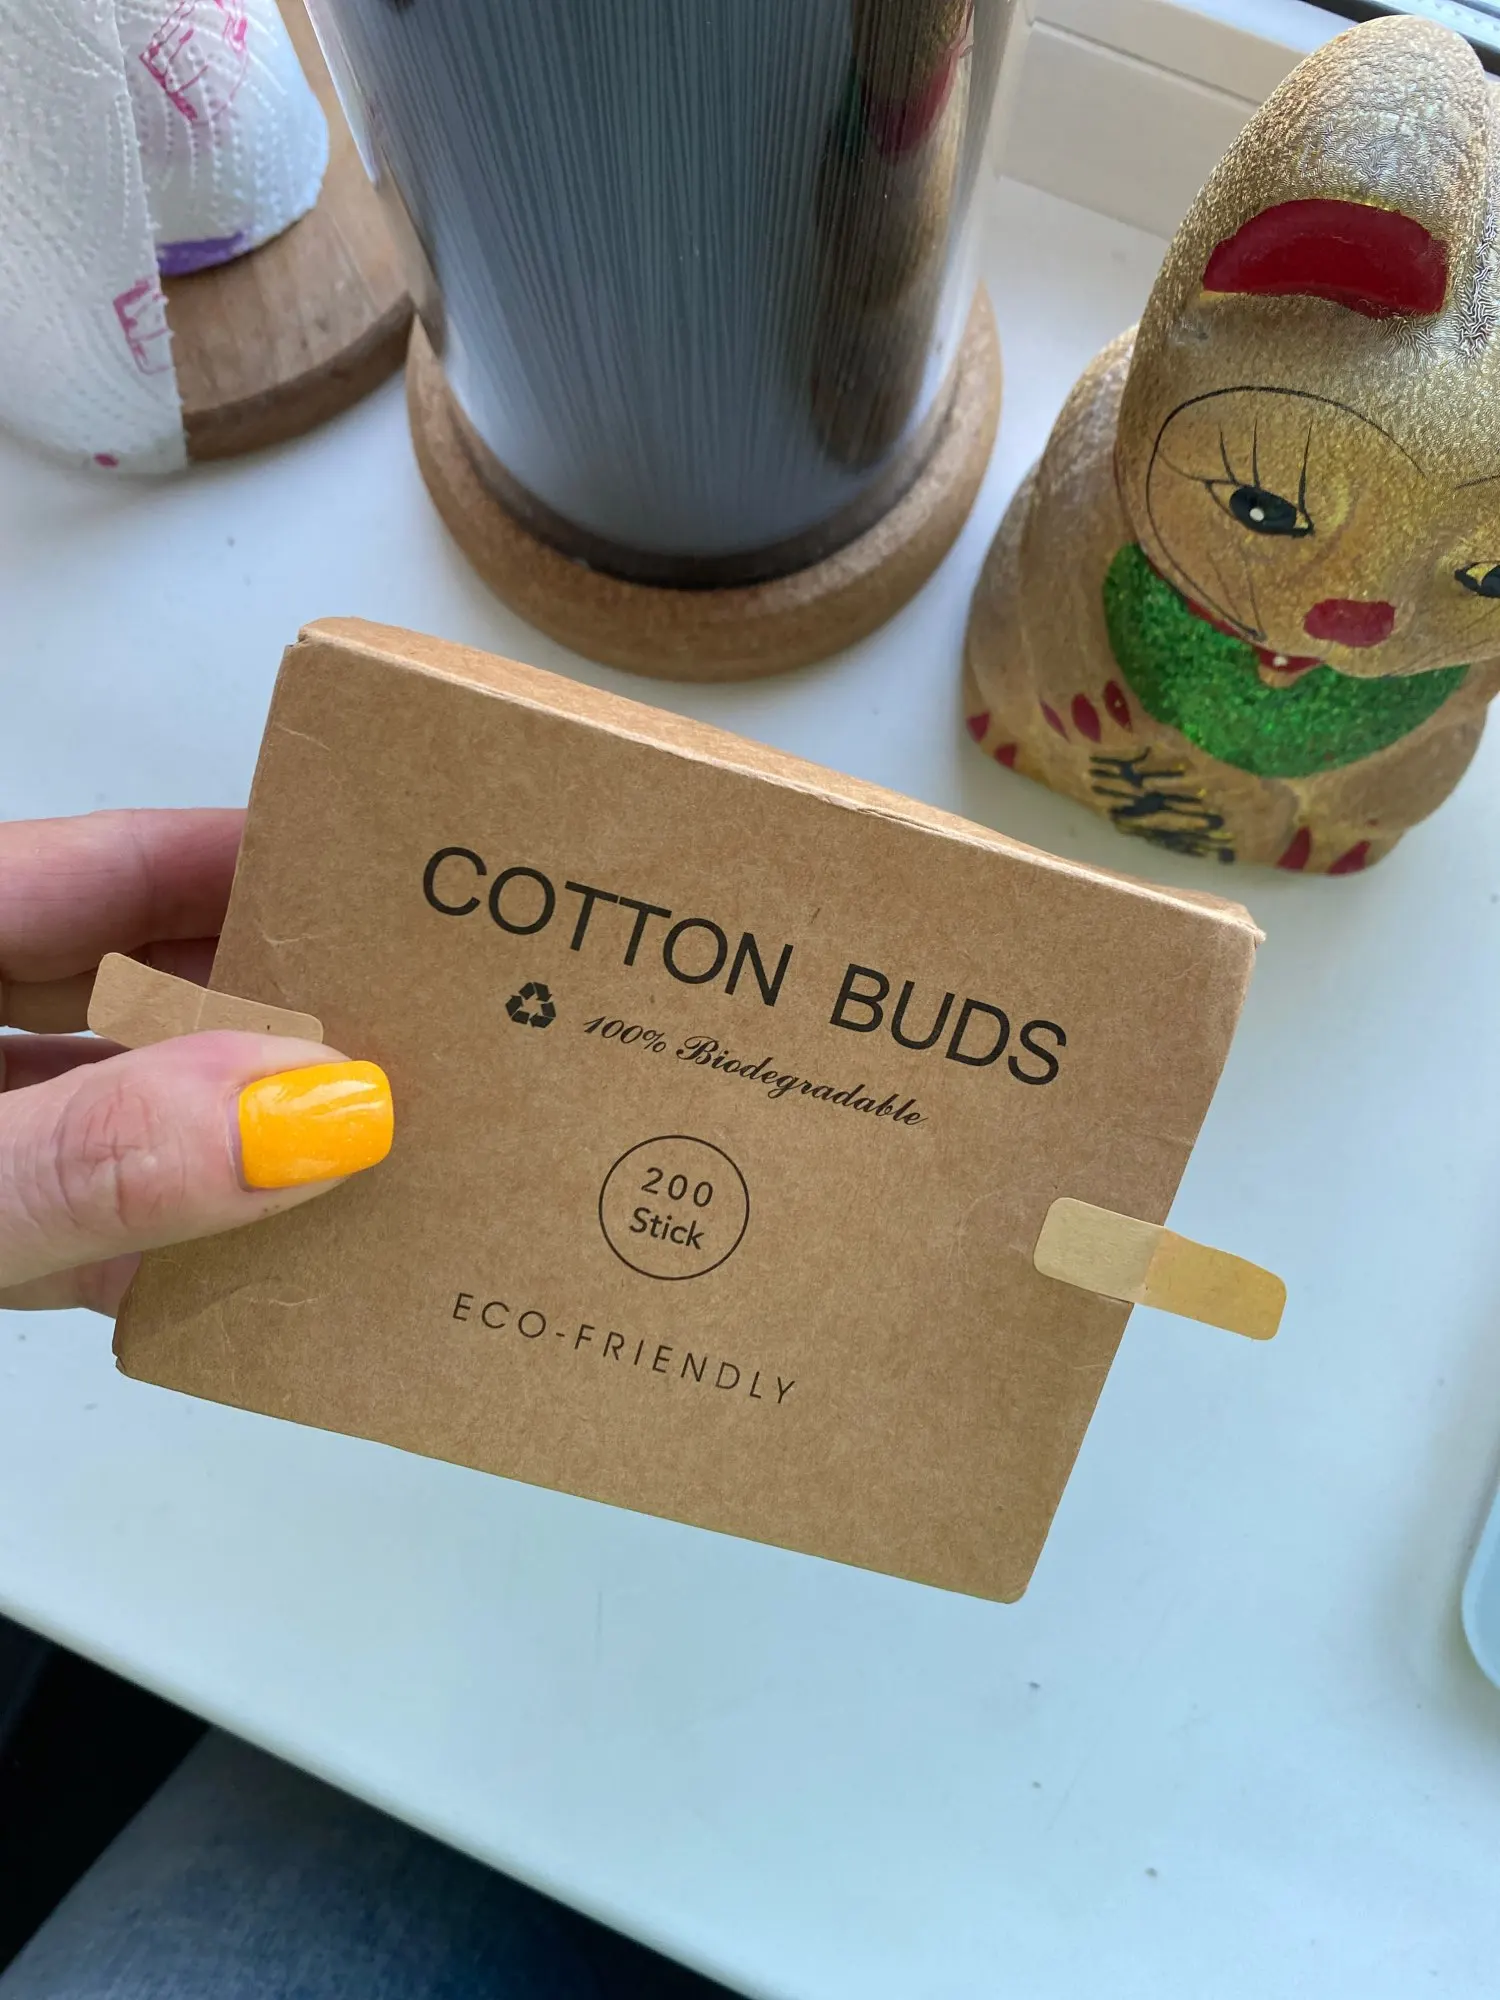 COTTON BUDS
100% Biodegradable
200
Stick
ECO-FRIENDLY